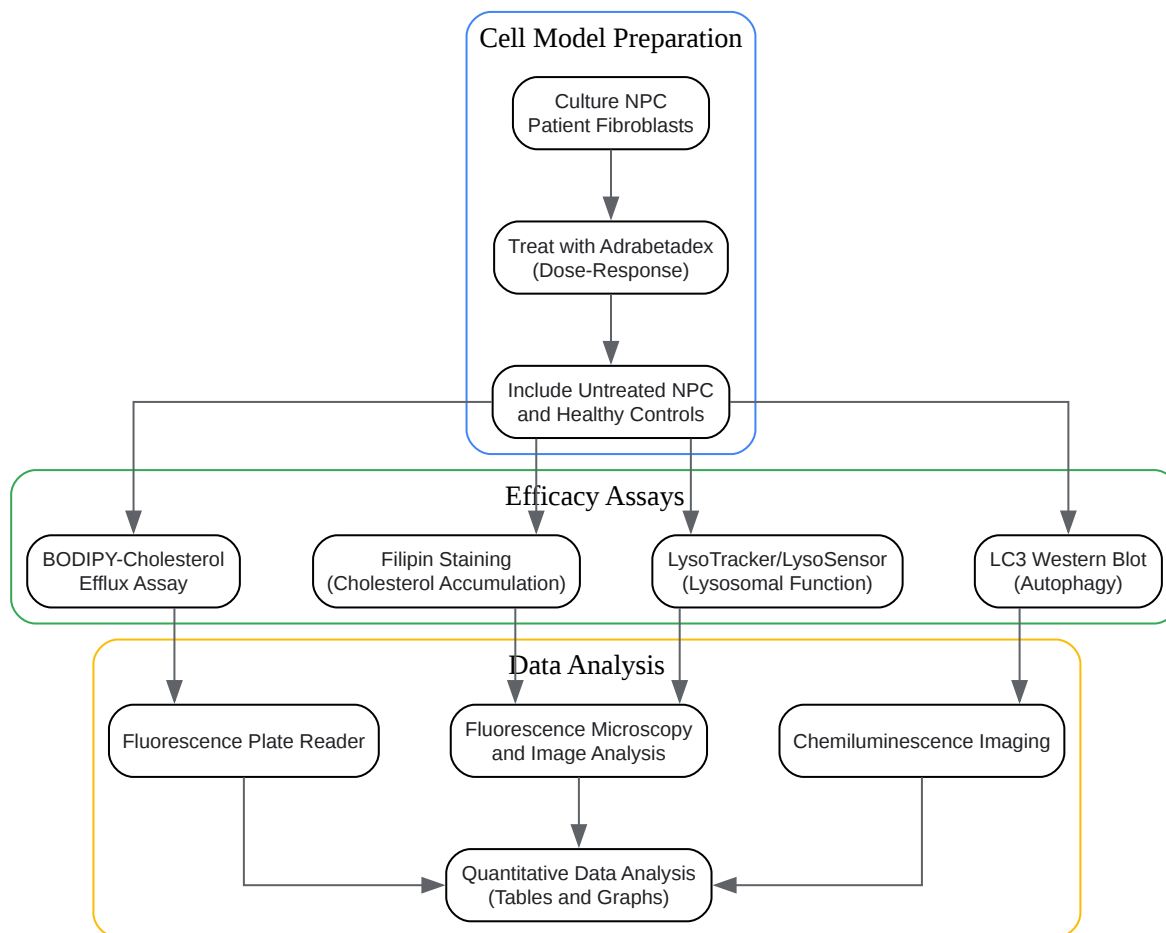 Cell Model Preparation
Culture NPC
Patient Fibroblasts
Treat with Adrabetadex
(Dose-Response)
Include Untreated NPC
and Healthy Controls
Efficacy Assays
BODIPY-Cholesterol
Efflux Assay
Filipin Staining
(Cholesterol Accumulation)
LysoTracker/LysoSensor
(Lysosomal Function)
LC3 Western Blot
(Autophagy)
Data Analysis
Fluorescence Plate Reader
Fluorescence Microscopy
and Image Analysis
Chemiluminescence Imaging
Quantitative Data Analysis
(Tables and Graphs)